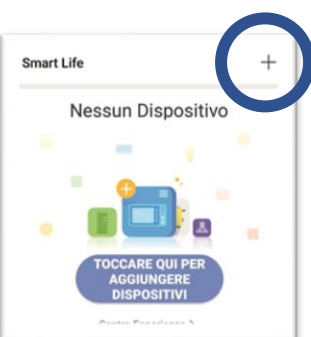 Smart Life
+
Nessun Dispositivo
TOCCARE QUI PER
AGGIUNGERE
DISPOSITIVI